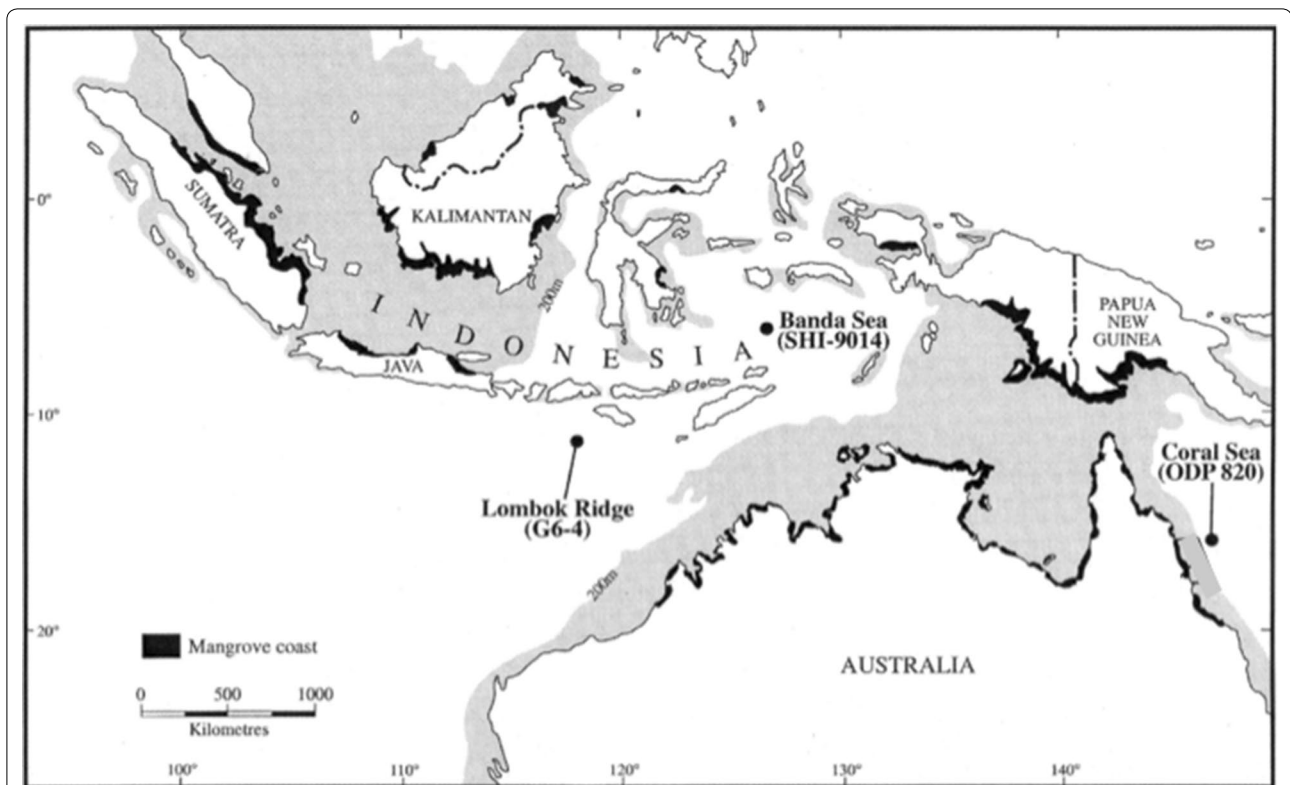 0°
10°
20°
SUMATRA
KALIMANTAN
200m
INDONESIA
JAVA
Banda Sea
(SHI-9014)
PAPUA
NEW
GUINEA
Lombok Ridge
(G6-4)
Coral Sea
(ODP 820)
200m
Mangrove coast
0 500 1000
Kilometres
AUSTRALIA
100° 110° 120° 130° 140°